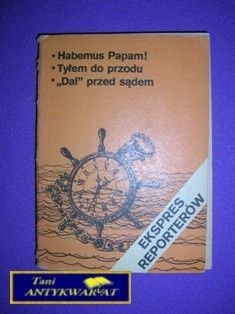 • Habemus Papam!
• Tyłem do przodu
• „Dal” przed sądem
EKSPRES
REPORTERÓW
Tani
ANTYKWARIAT